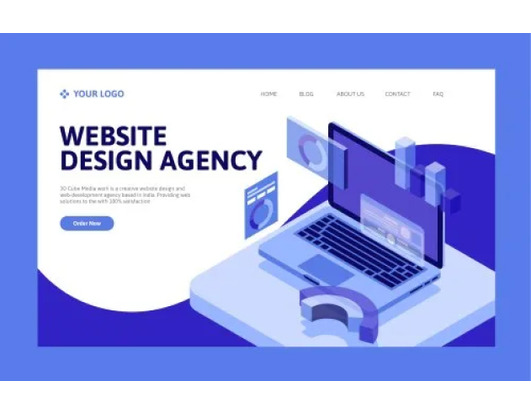 YOUR LOGO
HOME BLOG ABOUT US CONTACT FAQ
WEBSITE
DESIGN AGENCY
3D Cube Media work is a creative website design and
web development agency based in India. Providing web
solutions to the with 100% satisfaction
Order Now